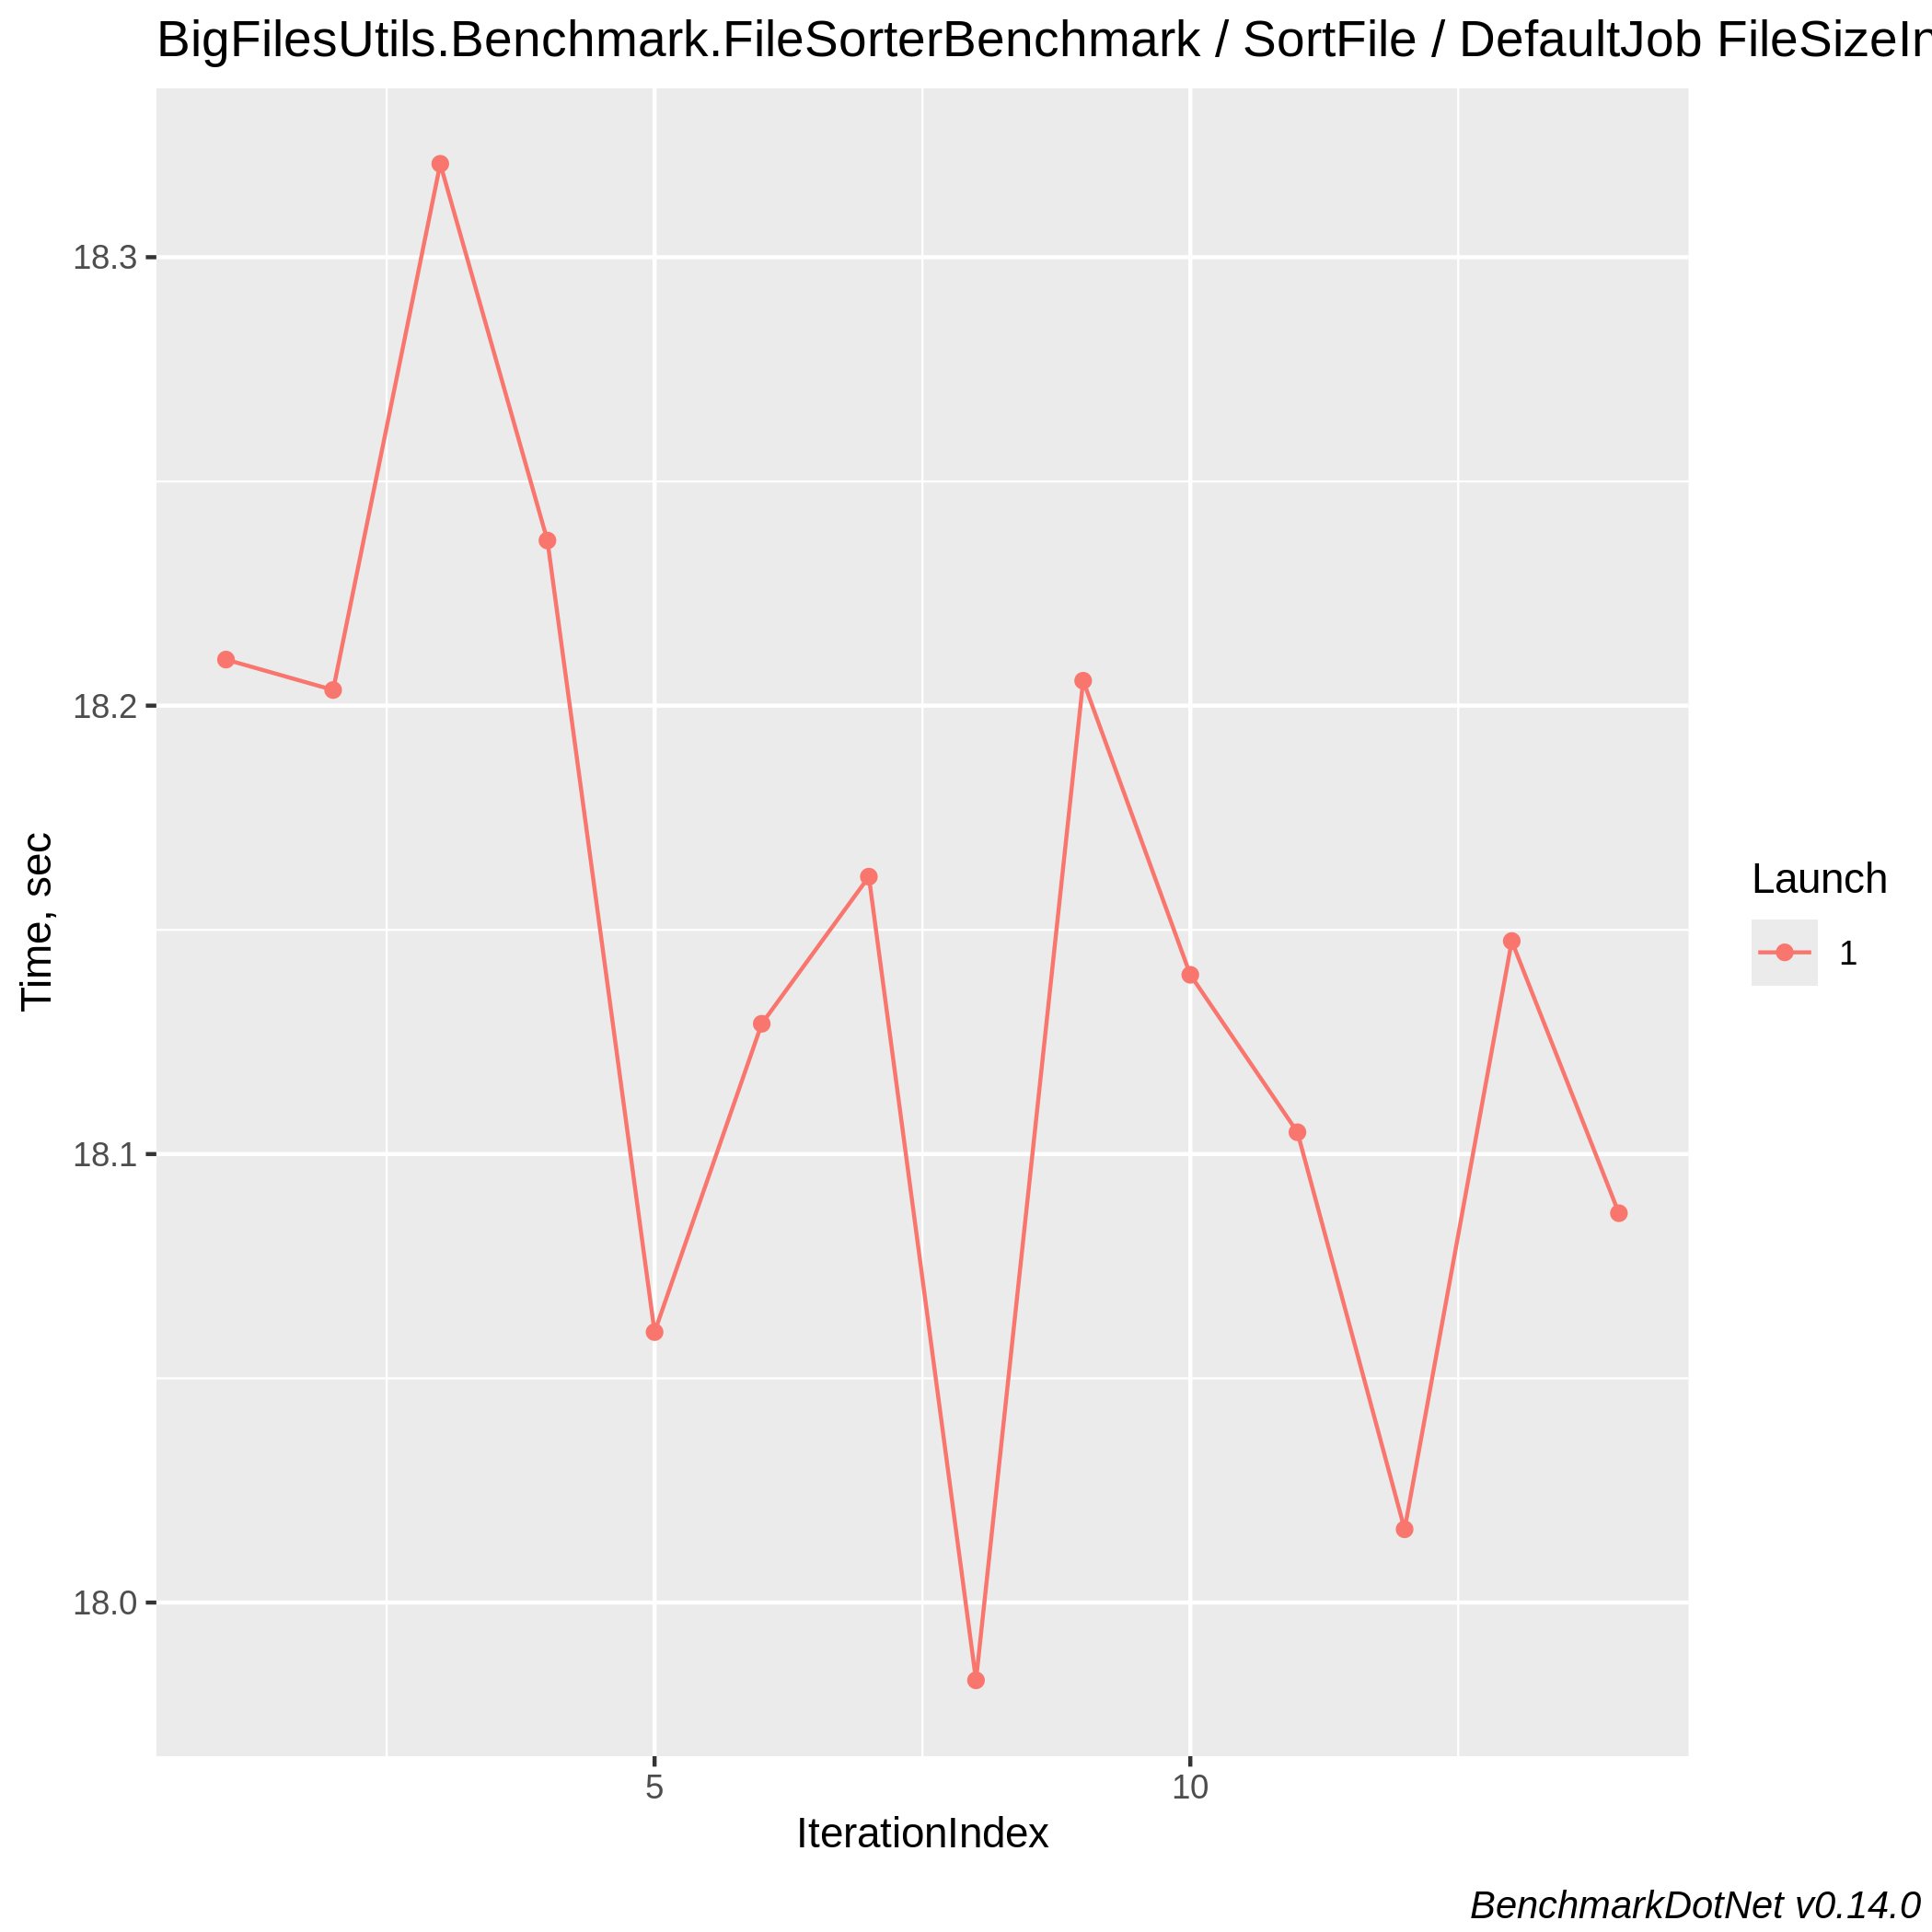 BigFilesUtils.Benchmark.FileSorterBenchmark / SortFile / DefaultJob FileSizeIn
18.3
18.2
18.1
18.0
Time, sec
5
10
IterationIndex
Launch
1
BenchmarkDotNet v0.14.0